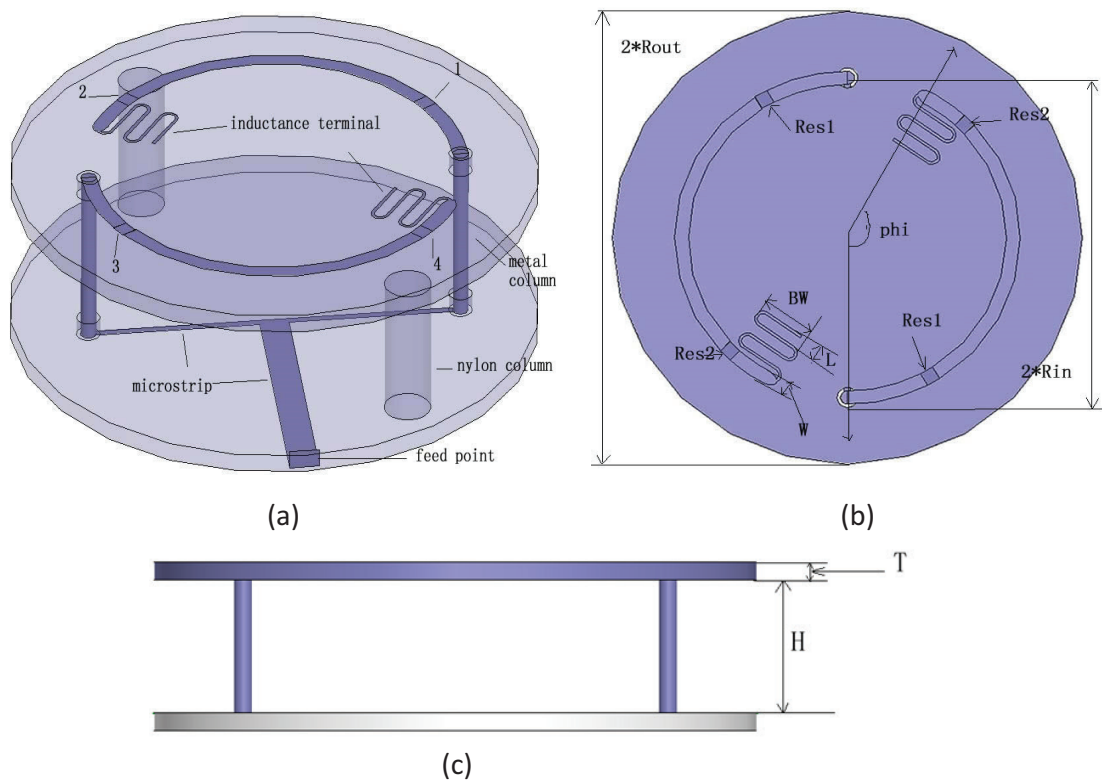 1
2
inductance terminal
3
4
metal
column
nylon column
microstrip
feed point
(a)
2*Rout
Res1
Res2
phi
BW
L
Res2
Res1
2*Rin
W
(b)
T
H
(c)